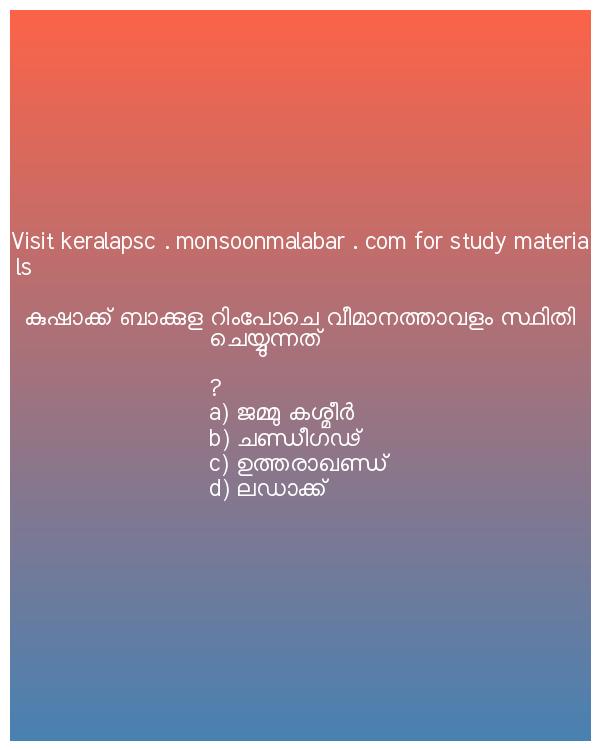 Visit keralapsc . monsoonmalabar . com for study materia
ls
കുഷാക്ക് ബാക്കുള റിംപോചെ വീമാനത്താവളം സ്ഥിതി
ചെയ്യുന്നത്
?
a) ജമ്മു കശ്മീർ
b) ചണ്ഡീഗഢ്
c) ഉത്തരാഖണ്ഡ്
d) ലഡാക്ക്